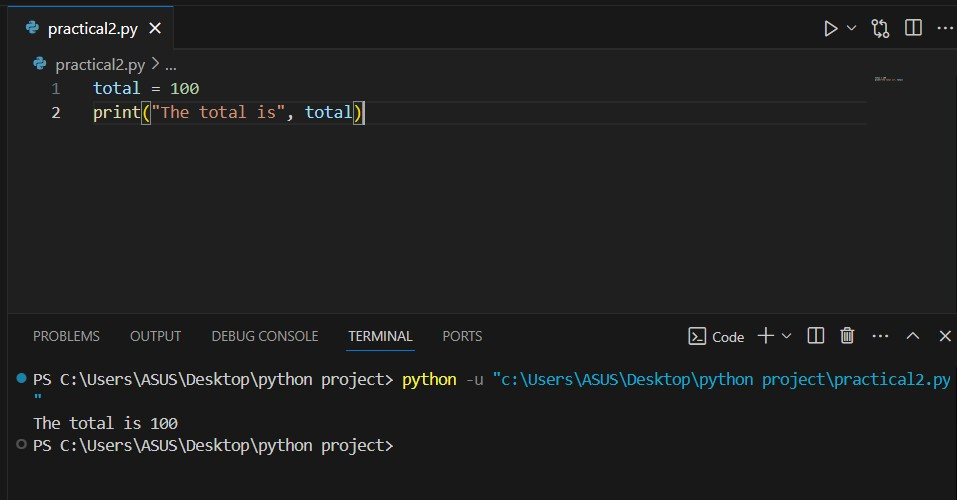 practical2.py
practical2.py > ...
1 total = 100
2 print("The total is", total)
PROBLEMS OUTPUT DEBUG CONSOLE TERMINAL PORTS Code
PS C:\Users\ASUS\Desktop\python project> python -u "c:\Users\ASUS\Desktop\python project\practical2.py
"
The total is 100
PS C:\Users\ASUS\Desktop\python project>